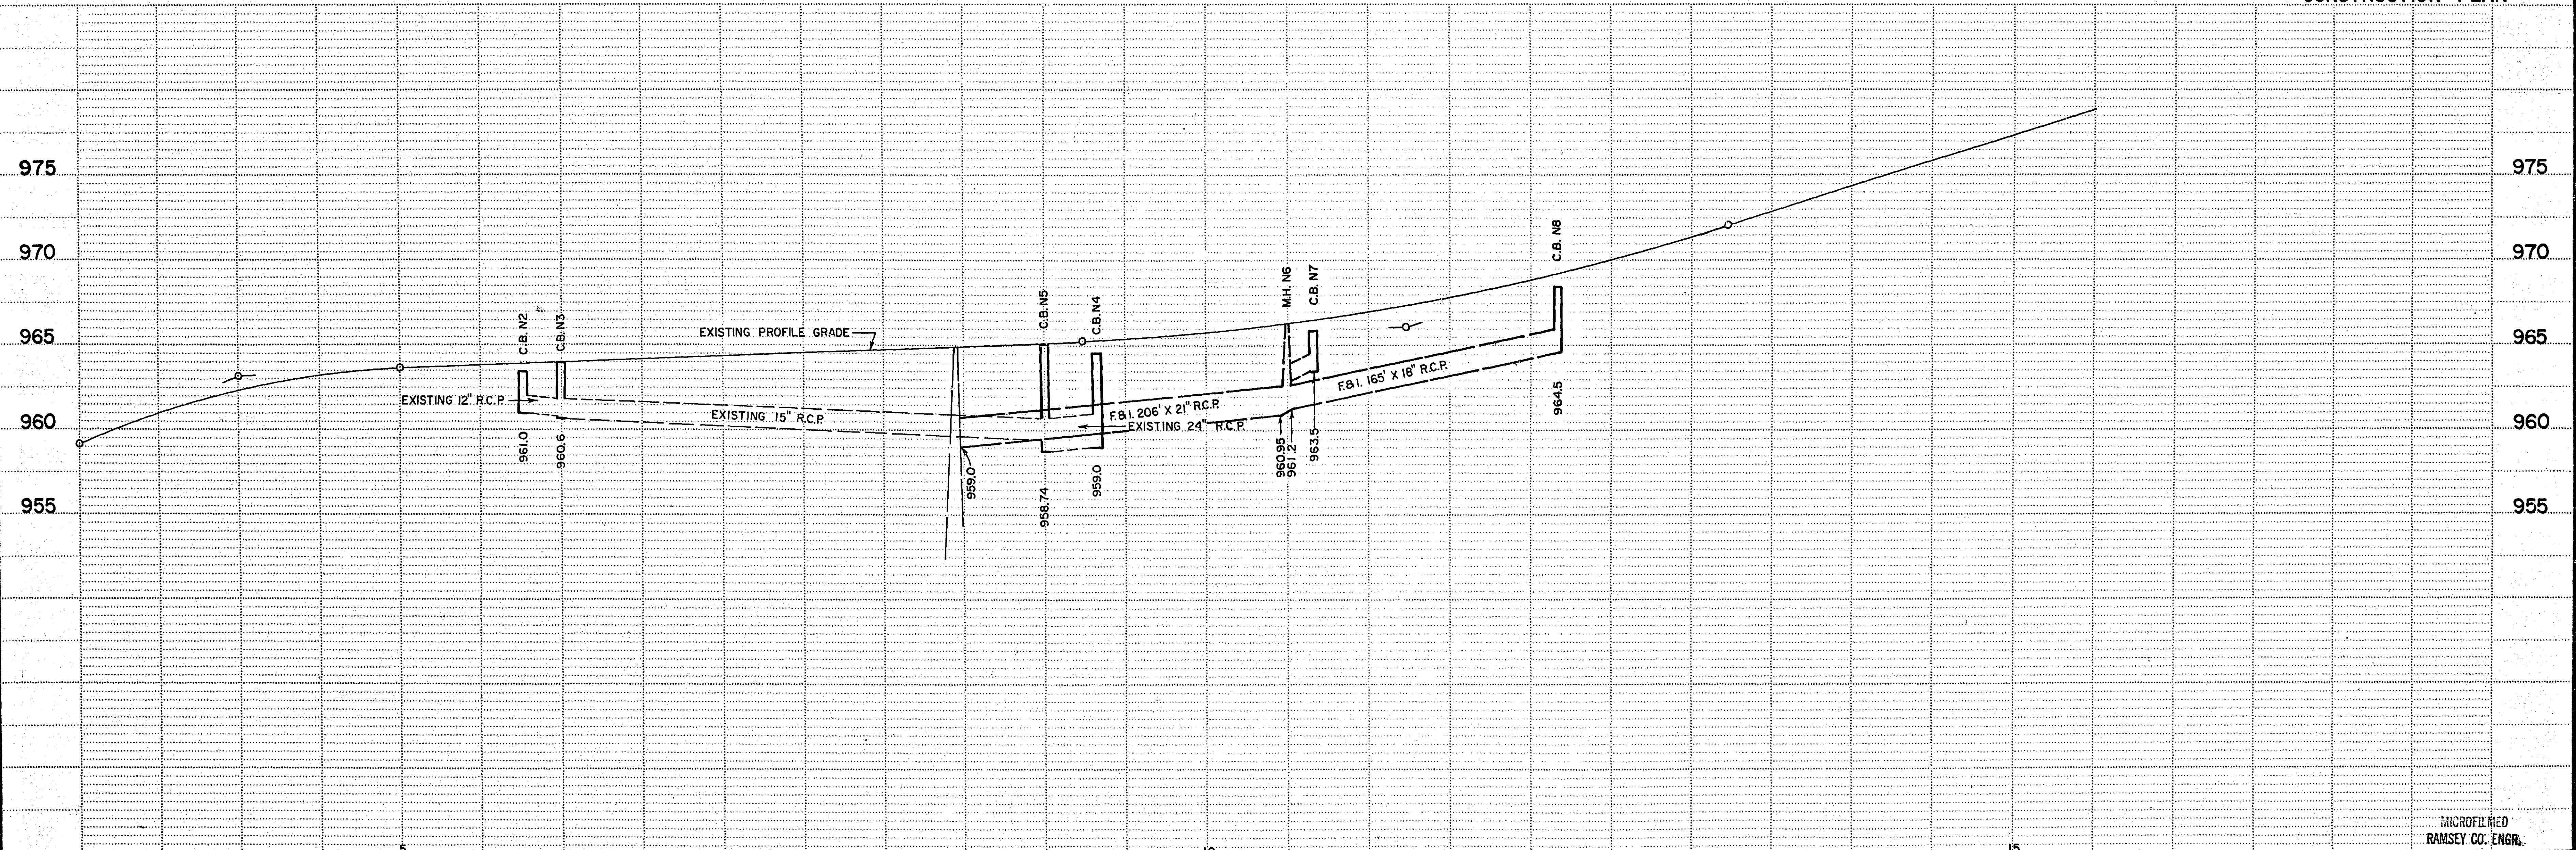 CONSTRUCTION PLAN
975
975
970
970
965
965
960
960
955
955
C.B. N2
C.B. N3
EXISTING PROFILE GRADE
C.B. N5
C.B. N4
M.H. N6
C.B. N7
C.B. N8
EXISTING 12" R.C.P.
EXISTING 15" R.C.P.
F.&I. 206' X 21" R.C.P.
EXISTING 24" R.C.P.
F.&I. 165' X 18" R.C.P.
961.0
960.6
959.0
958.74
959.0
960.95
961.2
963.5
964.5
5
10
15
MICROFILMED
RAMSEY CO. ENGR.